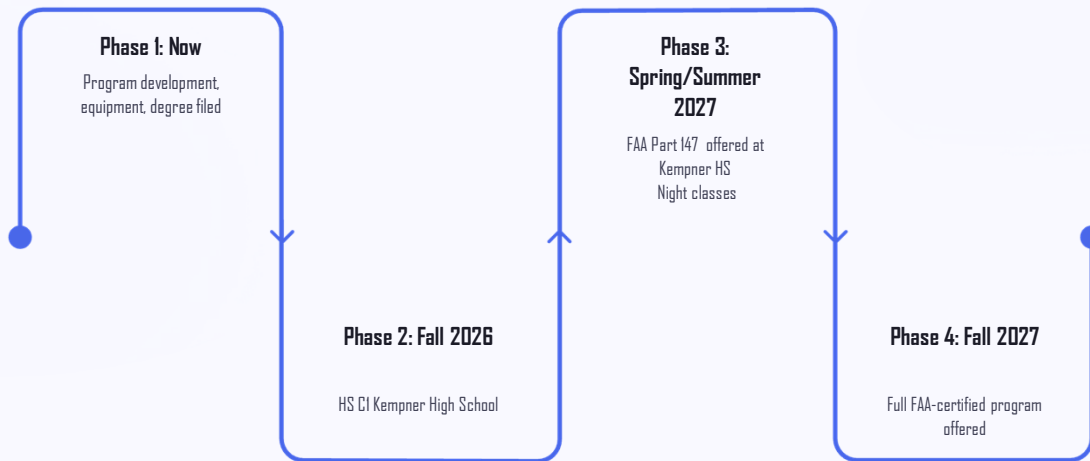 Phase 1: Now
Program development,
equipment, degree filed
Phase 2: Fall 2026
HS C1 Kempner High School
Phase 3:
Spring/Summer
2027
FAA Part 147 offered at
Kempner HS
Night classes
Phase 4: Fall 2027
Full FAA-certified program
offered